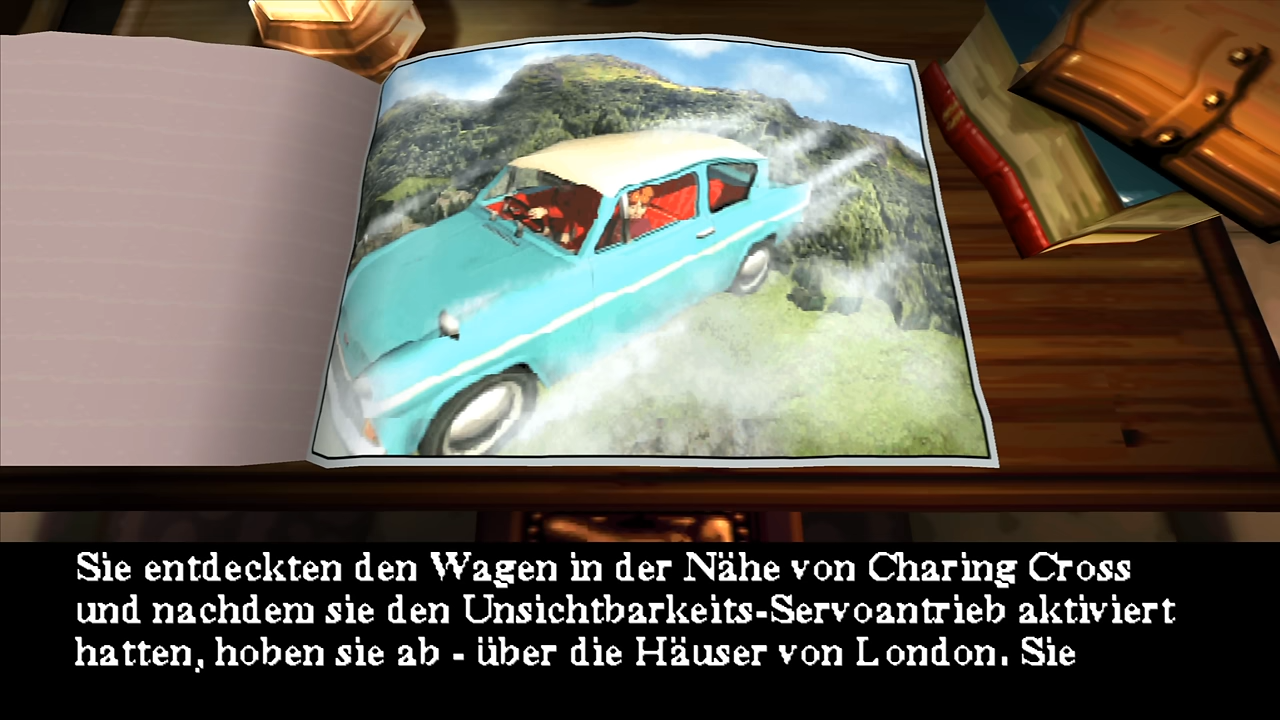 Sie entdeckten den Wagen in der Nähe von Charing Cross
und nachdem sie den Unsichtbarkeits-Servoantrieb aktiviert
hatten, hoben sie ab - über die Häuser von London. Sie